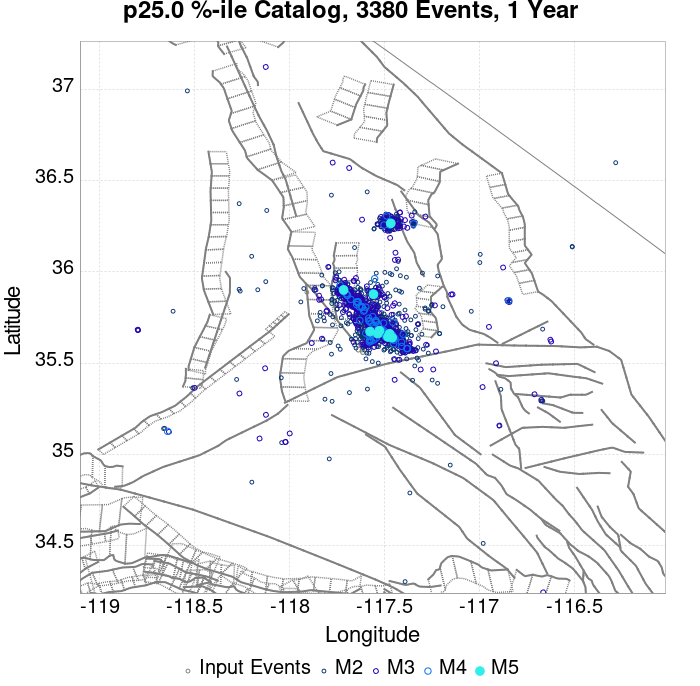 p25.0 %-ile Catalog, 3380 Events, 1 Year
37
36.5
36
35.5
35
34.5
Latitude
-119 -118.5 -118 -117.5 -117 -116.5
Longitude
Input Events M2 M3 M4 M5